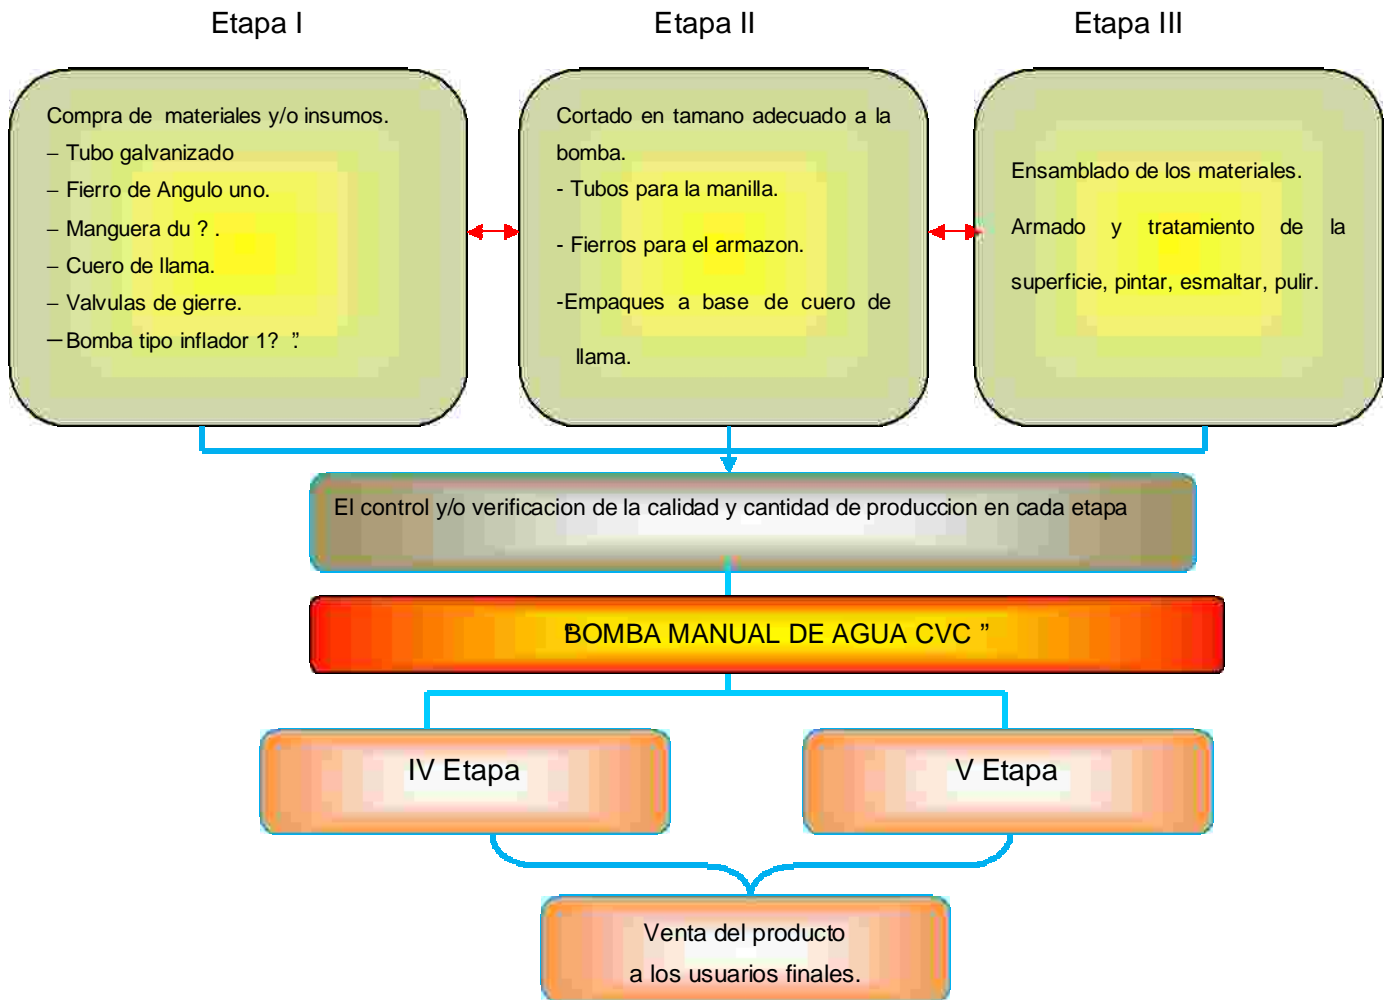 Etapa I
Etapa II
Etapa III
Compra de materiales y/o insumos.
– Tubo galvanizado
– Fierro de Angulo uno.
– Manguera du ? .
– Cuero de llama.
– Valvulas de gierre.
– Bomba tipo inflador 1? ”.
Cortado en tamano adecuado a la
bomba.
- Tubos para la manilla.
- Fierros para el armazon.
-Empaques a base de cuero de
llama.
Ensamblado de los materiales.
Armado y tratamiento de la
superficie, pintar, esmaltar, pulir.
El control y/o verificacion de la calidad y cantidad de produccion en cada etapa
“BOMBA MANUAL DE AGUA CVC ”
IV Etapa
V Etapa
Venta del producto
a los usuarios finales.